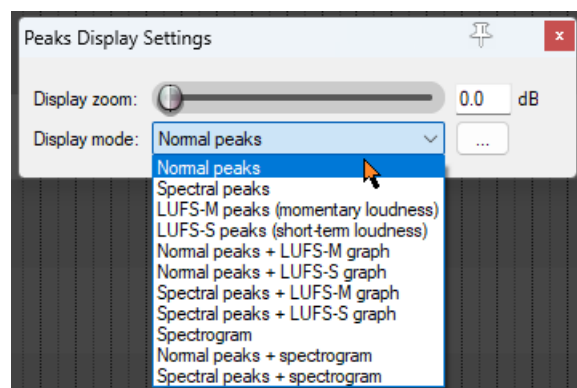 Peaks Display Settings
x
Display zoom: 0.0 dB
Display mode: Normal peaks ...
Normal peaks
Spectral peaks
LUFS-M peaks (momentary loudness)
LUFS-S peaks (short-term loudness)
Normal peaks + LUFS-M graph
Normal peaks + LUFS-S graph
Spectral peaks + LUFS-M graph
Spectral peaks + LUFS-S graph
Spectrogram
Normal peaks + spectrogram
Spectral peaks + spectrogram